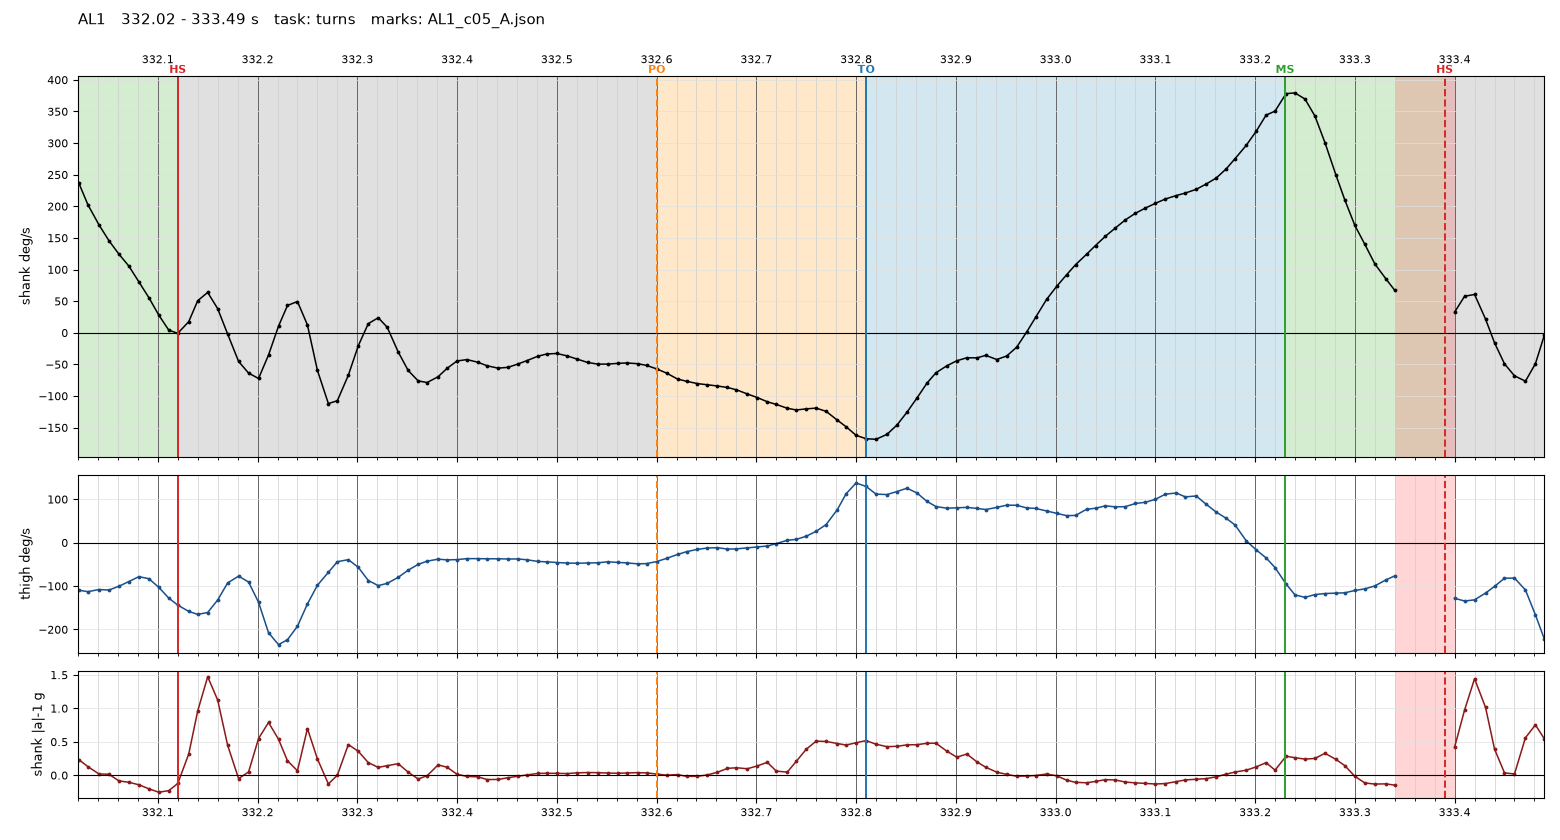 AL1   332.02 - 333.49 s   task: turns   marks: AL1_c05_A.json
332.1 332.2 332.3 332.4 332.5 332.6 332.7 332.8 332.9 333.0 333.1 333.2 333.3 333.4
HS PO TO MS HS
400
350
300
250
200
150
100
50
0
−50
−100
−150
shank deg/s
100
0
−100
−200
thigh deg/s
1.5
1.0
0.5
0.0
shank |a|-1 g
332.1 332.2 332.3 332.4 332.5 332.6 332.7 332.8 332.9 333.0 333.1 333.2 333.3 333.4